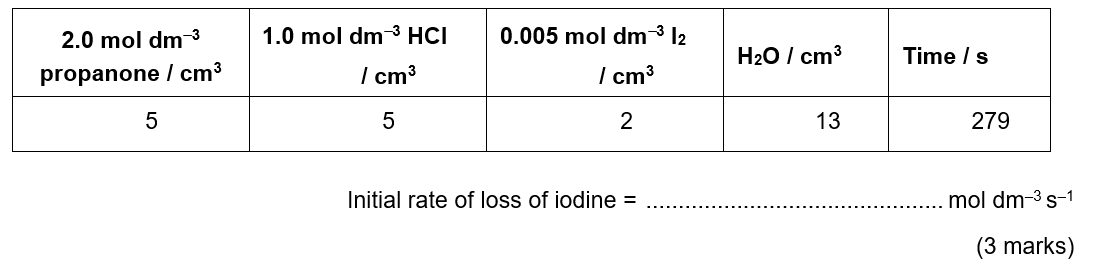 2.0 mol dm⁻³ propanone / cm³
1.0 mol dm⁻³ HCl / cm³
0.005 mol dm⁻³ I₂ / cm³
H₂O / cm³
Time / s
5
5
2
13
279
Initial rate of loss of iodine = .............................................. mol dm⁻³ s⁻¹
(3 marks)